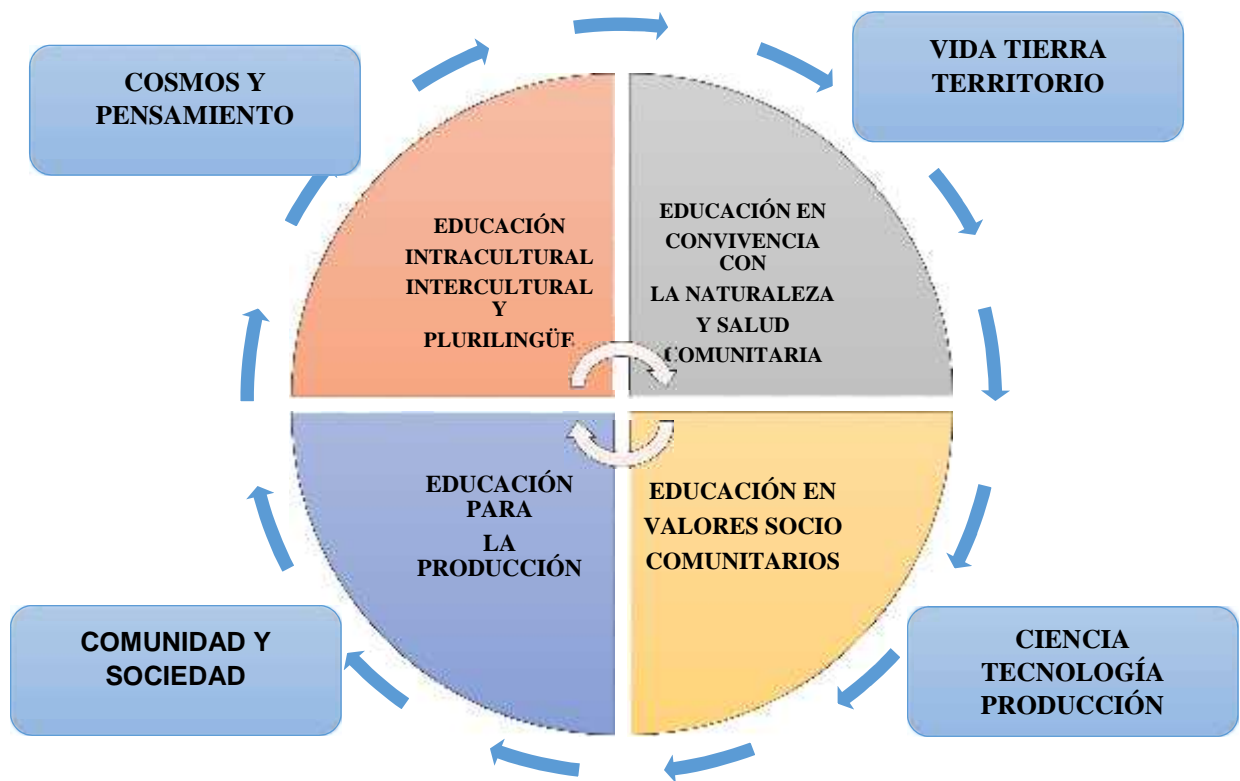 COSMOS Y
PENSAMIENTO
VIDA TIERRA
TERRITORIO
EDUCACIÓN
INTRACULTURAL
INTERCULTURAL
Y
PLURILINGÜE
EDUCACIÓN EN
CONVIVENCIA
CON
LA NATURALEZA
Y SALUD
COMUNITARIA
EDUCACIÓN
PARA
LA
PRODUCCIÓN
EDUCACIÓN EN
VALORES SOCIO
COMUNITARIOS
COMUNIDAD Y
SOCIEDAD
CIENCIA
TECNOLOGÍA
PRODUCCIÓN